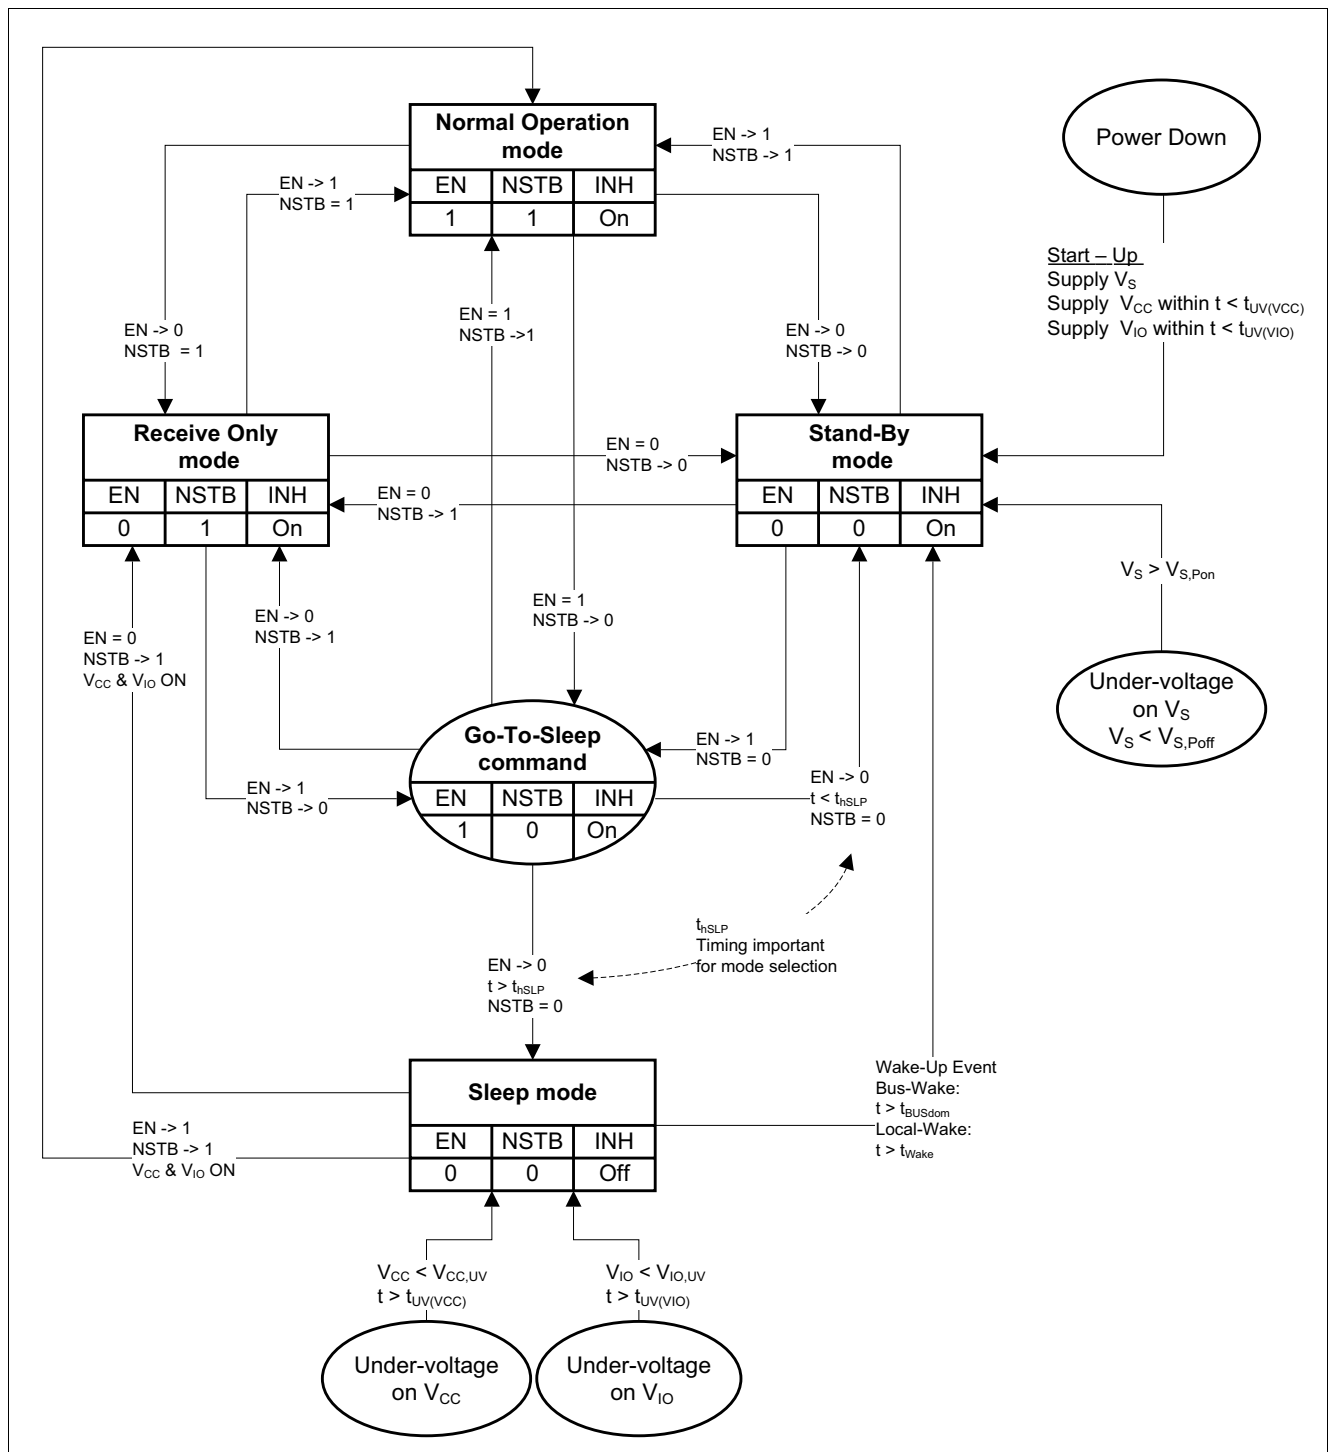 Normal Operation
mode
EN NSTB INH
1 1 On
Power Down
EN -> 1
NSTB -> 1
EN -> 1
NSTB = 1
Start – Up
Supply VS
Supply VCC within t < tUV(VCC)
Supply VIO within t < tUV(VIO)
EN -> 0
NSTB = 1
EN = 1
NSTB ->1
EN -> 0
NSTB -> 0
Receive Only
mode
EN NSTB INH
0 1 On
EN = 0
NSTB -> 0
EN = 0
NSTB -> 1
Stand-By
mode
EN NSTB INH
0 0 On
VS > VS,Pon
EN = 0
NSTB -> 1
VCC & VIO ON
EN -> 0
NSTB -> 1
EN = 1
NSTB -> 0
Under-voltage
on VS
VS < VS,Poff
Go-To-Sleep
command
EN NSTB INH
1 0 On
EN -> 1
NSTB = 0
EN -> 1
NSTB -> 0
EN -> 0
t < thSLP
NSTB = 0
thSLP
Timing important
for mode selection
EN -> 0
t > thSLP
NSTB = 0
Sleep mode
EN NSTB INH
0 0 Off
Wake-Up Event
Bus-Wake:
t > tBUSdom
Local-Wake:
t > tWake
EN -> 1
NSTB -> 1
VCC & VIO ON
VCC < VCC,UV
t > tUV(VCC)
VIO < VIO,UV
t > tUV(VIO)
Under-voltage
on VCC
Under-voltage
on VIO